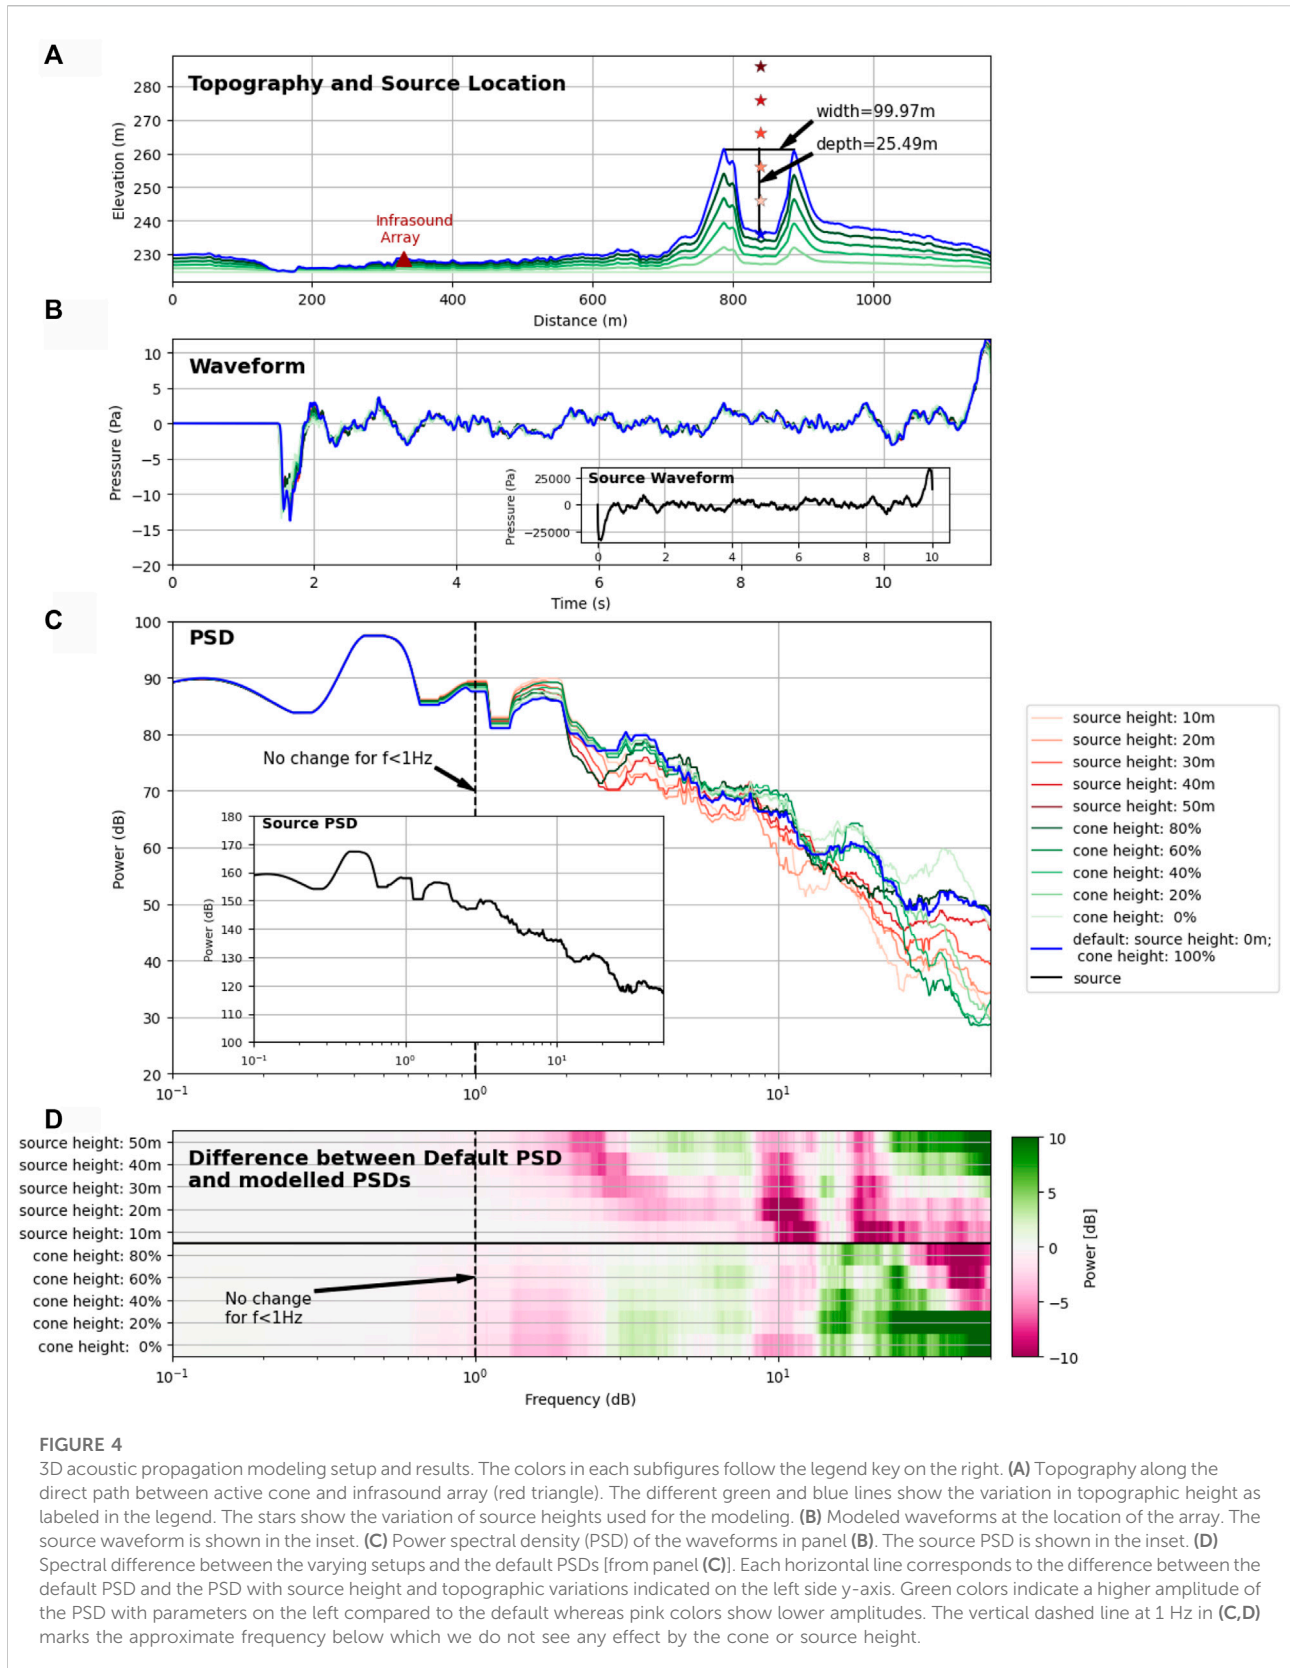 A
Topography and Source Location
Elevation (m)
280
270
260
250
240
230
width=99.97m
depth=25.49m
Infrasound
Array
0
200
400
600
800
1000
Distance (m)
B
Waveform
Pressure (Pa)
10
5
0
−5
−10
−15
−20
Source Waveform
Pressure (Pa)
25000
0
−25000
0
2
4
6
8
10
0
2
4
6
8
10
Time (s)
C
PSD
Power (dB)
100
90
80
70
60
50
40
30
20
No change for f<1Hz
Source PSD
Power (dB)
180
170
160
150
140
130
120
110
100
10⁻¹
10⁰
10¹
10⁻¹
10⁰
10¹
source height: 10m
source height: 20m
source height: 30m
source height: 40m
source height: 50m
cone height: 80%
cone height: 60%
cone height: 40%
cone height: 20%
cone height: 0%
default: source height: 0m;
cone height: 100%
source
D
Difference between Default PSD
and modelled PSDs
source height: 50m
source height: 40m
source height: 30m
source height: 20m
source height: 10m
cone height: 80%
cone height: 60%
cone height: 40%
cone height: 20%
cone height: 0%
No change
for f<1Hz
10⁻¹
10⁰
10¹
Frequency (dB)
10
5
0
−5
−10
Power [dB]
FIGURE 4
3D acoustic propagation modeling setup and results. The colors in each subfigures follow the legend key on the right. (A) Topography along the
direct path between active cone and infrasound array (red triangle). The different green and blue lines show the variation in topographic height as
labeled in the legend. The stars show the variation of source heights used for the modeling. (B) Modeled waveforms at the location of the array. The
source waveform is shown in the inset. (C) Power spectral density (PSD) of the waveforms in panel (B). The source PSD is shown in the inset. (D)
Spectral difference between the varying setups and the default PSDs [from panel (C)]. Each horizontal line corresponds to the difference between the
default PSD and the PSD with source height and topographic variations indicated on the left side y-axis. Green colors indicate a higher amplitude of
the PSD with parameters on the left compared to the default whereas pink colors show lower amplitudes. The vertical dashed line at 1 Hz in (C,D)
marks the approximate frequency below which we do not see any effect by the cone or source height.